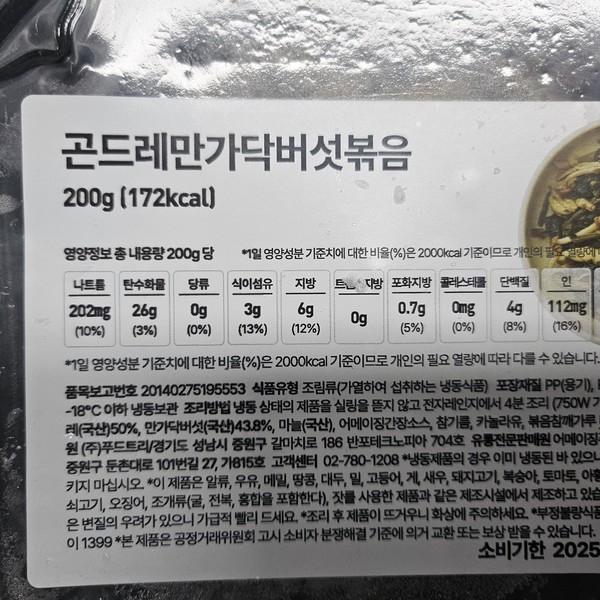 곤드레만가닥버섯볶음
200g (172kcal)
영양정보 총 내용량 200g 당 *1일 영양성분 기준치에 대한 비율(%)은 2000kcal 기준이므로 개인의 필요 열량에
나트륨 탄수화물 당류 식이섬유 지방 트랜스지방 포화지방 콜레스테롤 단백질 인
202mg 26g 0g 3g 6g 0g 0.7g 0mg 4g 112mg
(10%) (3%) (0%) (13%) (12%) (5%) (0%) (8%) (16%)
*1일 영양성분 기준치에 대한 비율(%)은 2000kcal 기준이므로 개인의 필요 열량에 따라 다를 수 있습니다.
품목보고번호 20140275195553 식품유형 조림류(가열하여 섭취하는 냉동식품) 포장재질 PP(용기),
-18°C 이하 냉동보관 조리방법 냉동 상태의 제품을 실링을 뜯지 않고 전자레인지에서 4분 조리 (750W
레(국산)50%, 만가닥버섯(국산)43.8%, 마늘(국산), 어메이징간장소스, 참기름, 카놀라유, 볶음참깨가루
원 (주)푸드트리/경기도 성남시 중원구 갈마치로 186 반포테크노피아 704호 유통전문판매원 어메이징
중원구 둔촌대로 101번길 27, 가815호 고객센터 02-780-1208 *냉동제품의 경우 이미 냉동된 바 있으니
키지 마십시오. *이 제품은 알류, 우유, 메밀, 땅콩, 대두, 밀, 고등어, 게, 새우, 돼지고기, 복숭아, 토마토, 아황
쇠고기, 오징어, 조개류(굴, 전복, 홍합을 포함한다), 잣를 사용한 제품과 같은 제조시설에서 제조하고 있습
은 변질의 우려가 있으니 가급적 빨리 드세요. *조리 후 제품이 뜨거우니 화상에 주의하세요. *부정불량식품
이 1399 *본 제품은 공정거래위원회 고시 소비자 분쟁해결 기준에 의거 교환 또는 보상 받을 수 있습니다.
소비기한 2025